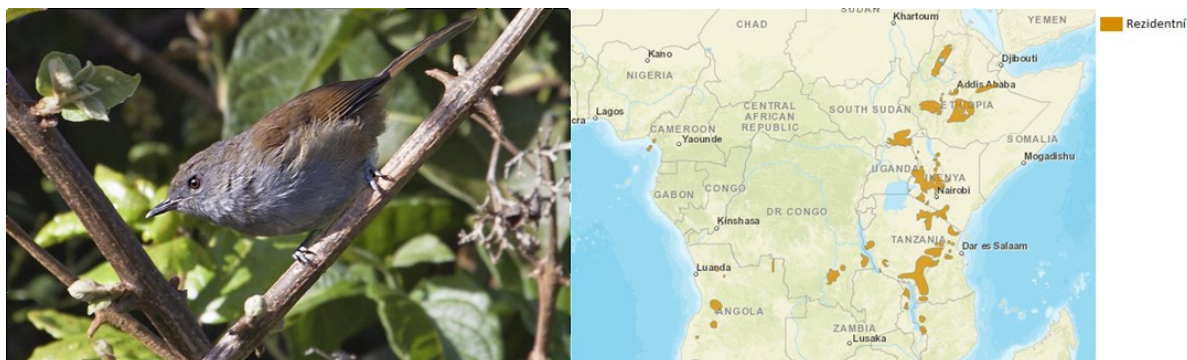 SUDAN
Khartoum
YEMEN
CHAD
Kano
Djibouti
NIGERIA
Addis Ababa
Lagos
SOUTH SUDAN
ETHIOPIA
cra
CENTRAL
AFRICAN
REPUBLIC
CAMEROON
Yaounde
SOMALIA
Mogadishu
UGANDA
KENYA
GABON
CONGO
Nairobi
DR CONGO
Kinshasa
TANZANIA
Dar es Salaam
Luanda
ANGOLA
ZAMBIA
Lusaka
Rezidentní